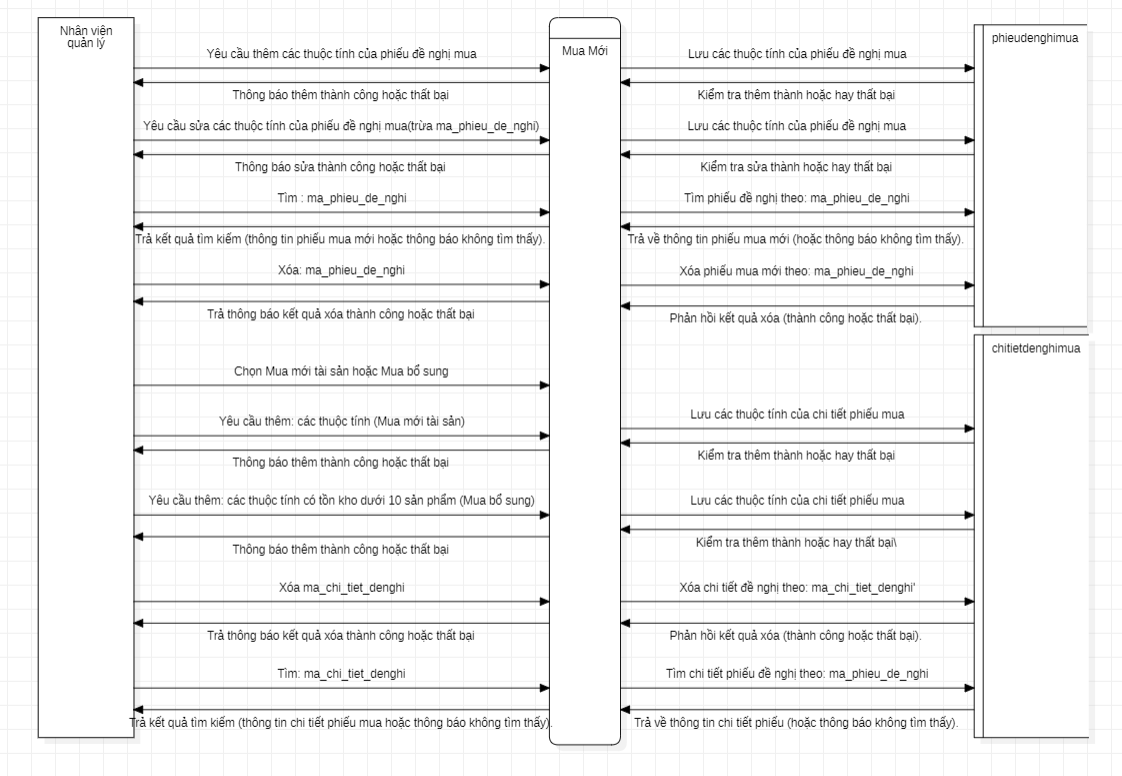 Nhân viên
quản lý
Mua Mới
phieudenghimua
Yêu cầu thêm các thuộc tính của phiếu đề nghị mua
Lưu các thuộc tính của phiếu đề nghị mua
Thông báo thêm thành công hoặc thất bại
Kiểm tra thêm thành hoặc hay thất bại
Yêu cầu sửa các thuộc tính của phiếu đề nghị mua(trừa ma_phieu_de_nghi)
Lưu các thuộc tính của phiếu đề nghị mua
Thông báo sửa thành công hoặc thất bại
Kiểm tra sửa thành hoặc hay thất bại
Tìm : ma_phieu_de_nghi
Tìm phiếu đề nghị theo: ma_phieu_de_nghi
Trả kết quả tìm kiếm (thông tin phiếu mua mới hoặc thông báo không tìm thấy).
Trả về thông tin phiếu mua mới (hoặc thông báo không tìm thấy).
Xóa: ma_phieu_de_nghi
Xóa phiếu mua mới theo: ma_phieu_de_nghi
Trả thông báo kết quả xóa thành công hoặc thất bại
Phản hồi kết quả xóa (thành công hoặc thất bại).
chitietdenghimua
Chọn Mua mới tài sản hoặc Mua bổ sung
Yêu cầu thêm: các thuộc tính (Mua mới tài sản)
Lưu các thuộc tính của chi tiết phiếu mua
Thông báo thêm thành công hoặc thất bại
Kiểm tra thêm thành hoặc hay thất bại
Yêu cầu thêm: các thuộc tính có tồn kho dưới 10 sản phẩm (Mua bổ sung)
Lưu các thuộc tính của chi tiết phiếu mua
Thông báo thêm thành công hoặc thất bại
Kiểm tra thêm thành hoặc hay thất bại\
Xóa ma_chi_tiet_denghi
Xóa chi tiết đề nghị theo: ma_chi_tiet_denghi'
Trả thông báo kết quả xóa thành công hoặc thất bại
Phản hồi kết quả xóa (thành công hoặc thất bại).
Tìm: ma_chi_tiet_denghi
Tìm chi tiết phiếu đề nghị theo: ma_phieu_de_nghi
Trả kết quả tìm kiếm (thông tin chi tiết phiếu mua hoặc thông báo không tìm thấy).
Trả về thông tin chi tiết phiếu (hoặc thông báo không tìm thấy).